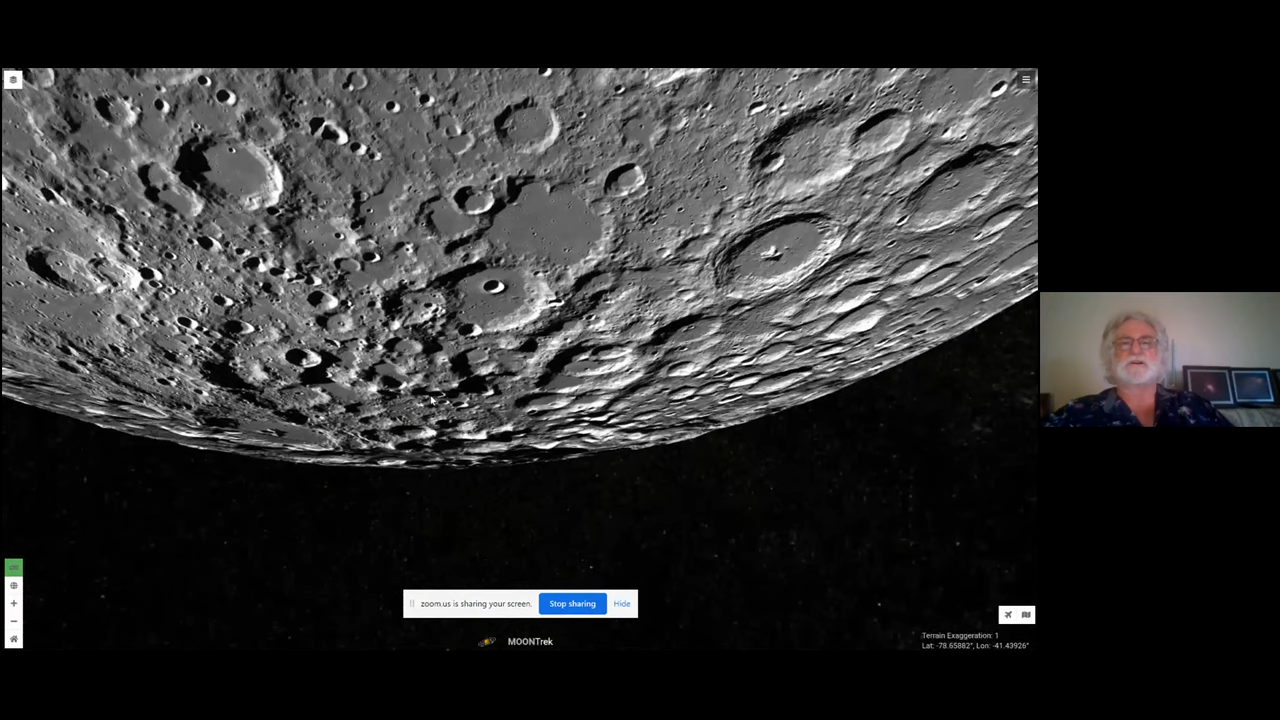 zoom.us is sharing your screen. Stop sharing Hide
MOONTrek
Terrain Exaggeration: 1
Lat: -78.65882°, Lon: -41.43926°